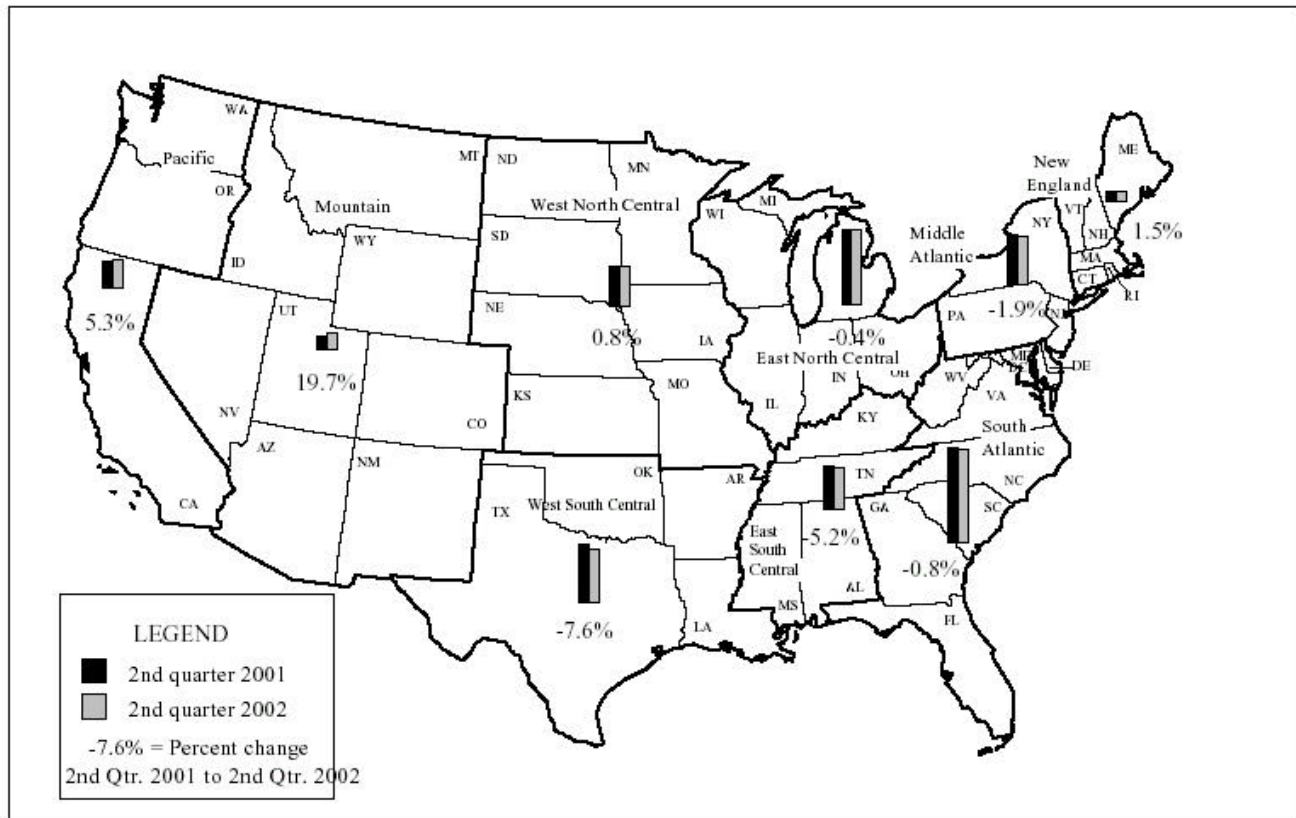 WA
Pacific
OR
MT
Mountain
ID
WY
ND
MN
West North Central
SD
WI
MI
NE
IA
New
England
ME
VT
NH
NY
Middle
Atlantic
MA
CT
RI
1.5%
5.3%
UT
19.7%
NV
CO
CA
AZ
NM
0.8%
KS
MO
-0.4%
East North Central
IL
IN
OH
PA
-1.9%
NJ
DE
WV
VA
KY
South
Atlantic
OK
AR
TN
NC
SC
GA
TX
West South Central
East
South
Central
-5.2%
-0.8%
MS
AL
FL
LA
-7.6%
LEGEND
2nd quarter 2001
2nd quarter 2002
-7.6% = Percent change
2nd Qtr. 2001 to 2nd Qtr. 2002